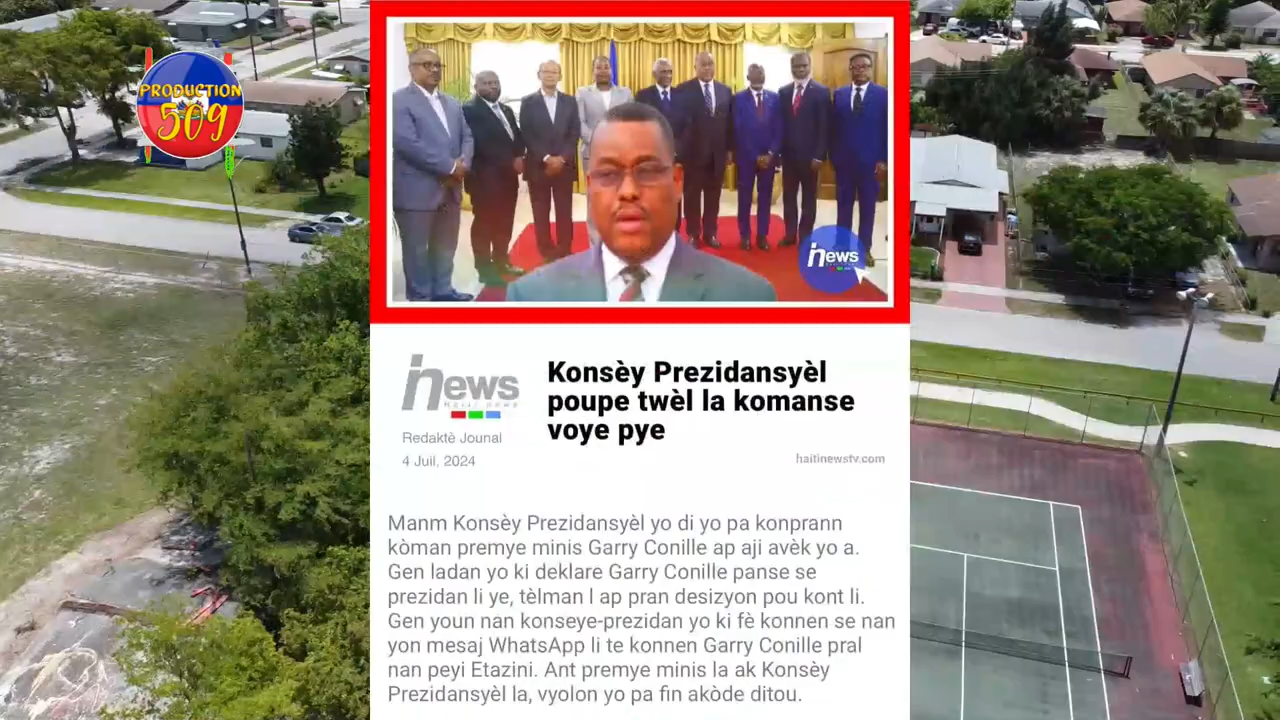 PRODUCTION
509
inews
inews
Haiti news
Redaktè Jounal
4 Juil, 2024
Konsèy Prezidansyèl
poupe twèl la komanse
voye pye
haitinewstv.com
Manm Konsèy Prezidansyèl yo di yo pa konprann
kòman premye minis Garry Conille ap aji avèk yo a.
Gen ladan yo ki deklare Garry Conille panse se
prezidan li ye, tèlman l ap pran desizyon pou kont li.
Gen youn nan konseye-prezidan yo ki fè konnen se nan
yon mesaj WhatsApp li te konnen Garry Conille pral
nan peyi Etazini. Ant premye minis la ak Konsèy
Prezidansyèl la, vyolon yo pa fin akòde ditou.